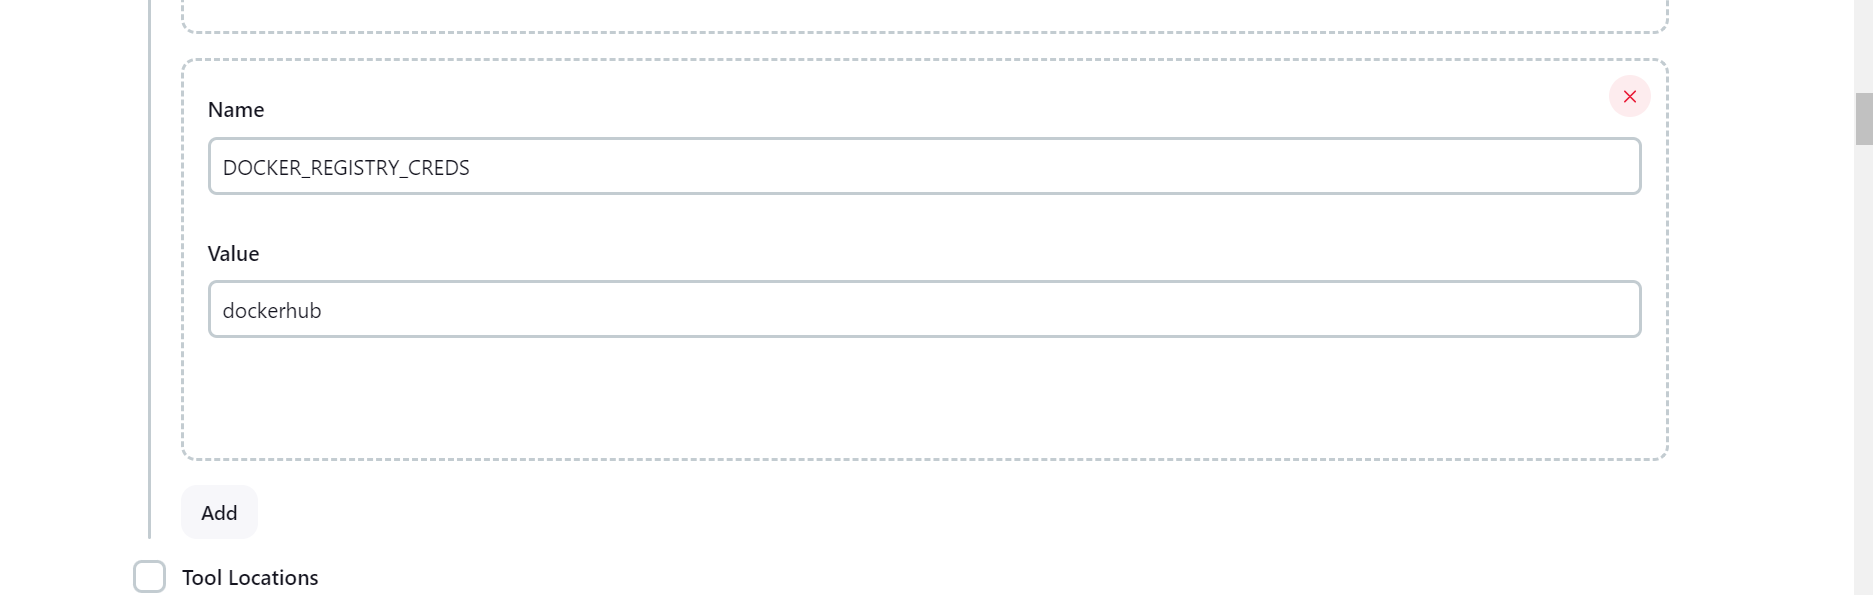 Name
DOCKER_REGISTRY_CREDS
Value
dockerhub
Add
Tool Locations